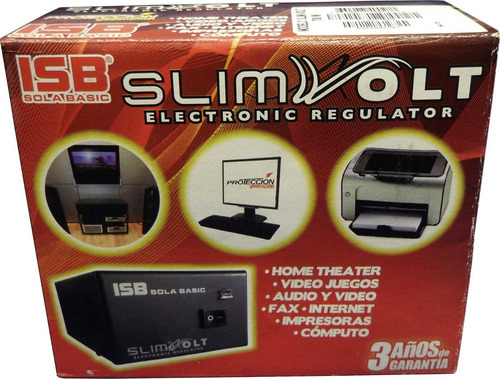 ISB
SOLA BASIC
SLIMVOLT
ELECTRONIC REGULATOR
PROTECCION
· HOME THEATER
· VIDEO JUEGOS
· AUDIO Y VIDEO
· FAX · INTERNET
· IMPRESORAS
· CÓMPUTO
ISB SOLA BASIC
SLIMVOLT
ELECTRONIC REGULATOR
3 AÑOS de
GARANTÍA